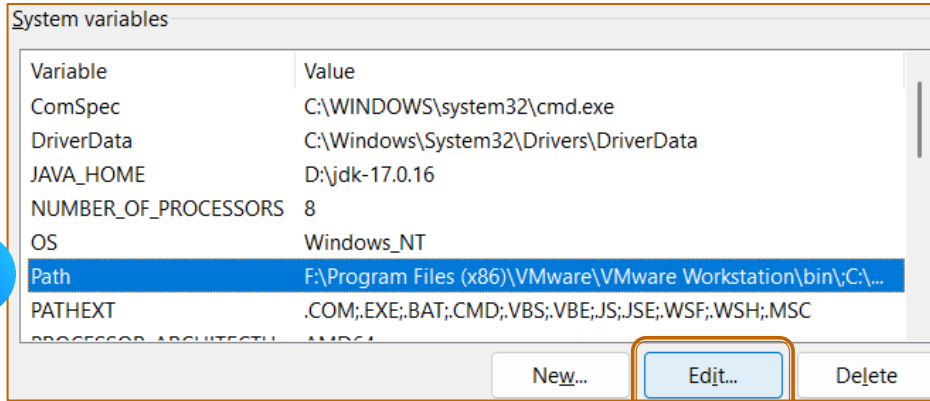 System variables
Variable Value
ComSpec C:\WINDOWS\system32\cmd.exe
DriverData C:\Windows\System32\Drivers\DriverData
JAVA_HOME D:\jdk-17.0.16
NUMBER_OF_PROCESSORS 8
OS Windows_NT
Path F:\Program Files (x86)\VMware\VMware Workstation\bin\;C:\...
PATHEXT .COM;.EXE;.BAT;.CMD;.VBS;.VBE;.JS;.JSE;.WSF;.WSH;.MSC
PROCESSOR_ARCHITECTU AMD64
New... Edit... Delete